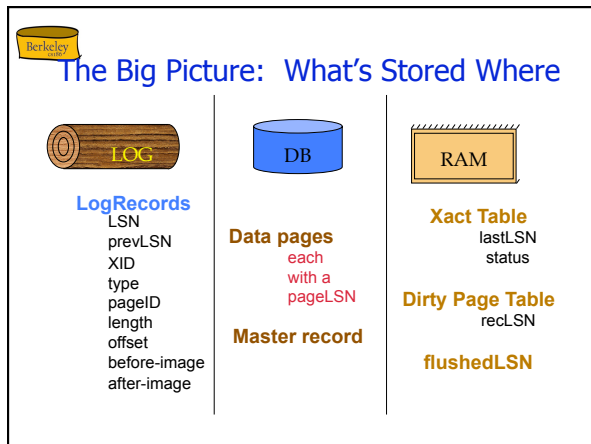 Berkeley
cs186
The Big Picture: What's Stored Where
LOG
LogRecords
LSN
prevLSN
XID
type
pageID
length
offset
before-image
after-image
DB
Data pages
each
with a
pageLSN
Master record
RAM
Xact Table
lastLSN
status
Dirty Page Table
recLSN
flushedLSN